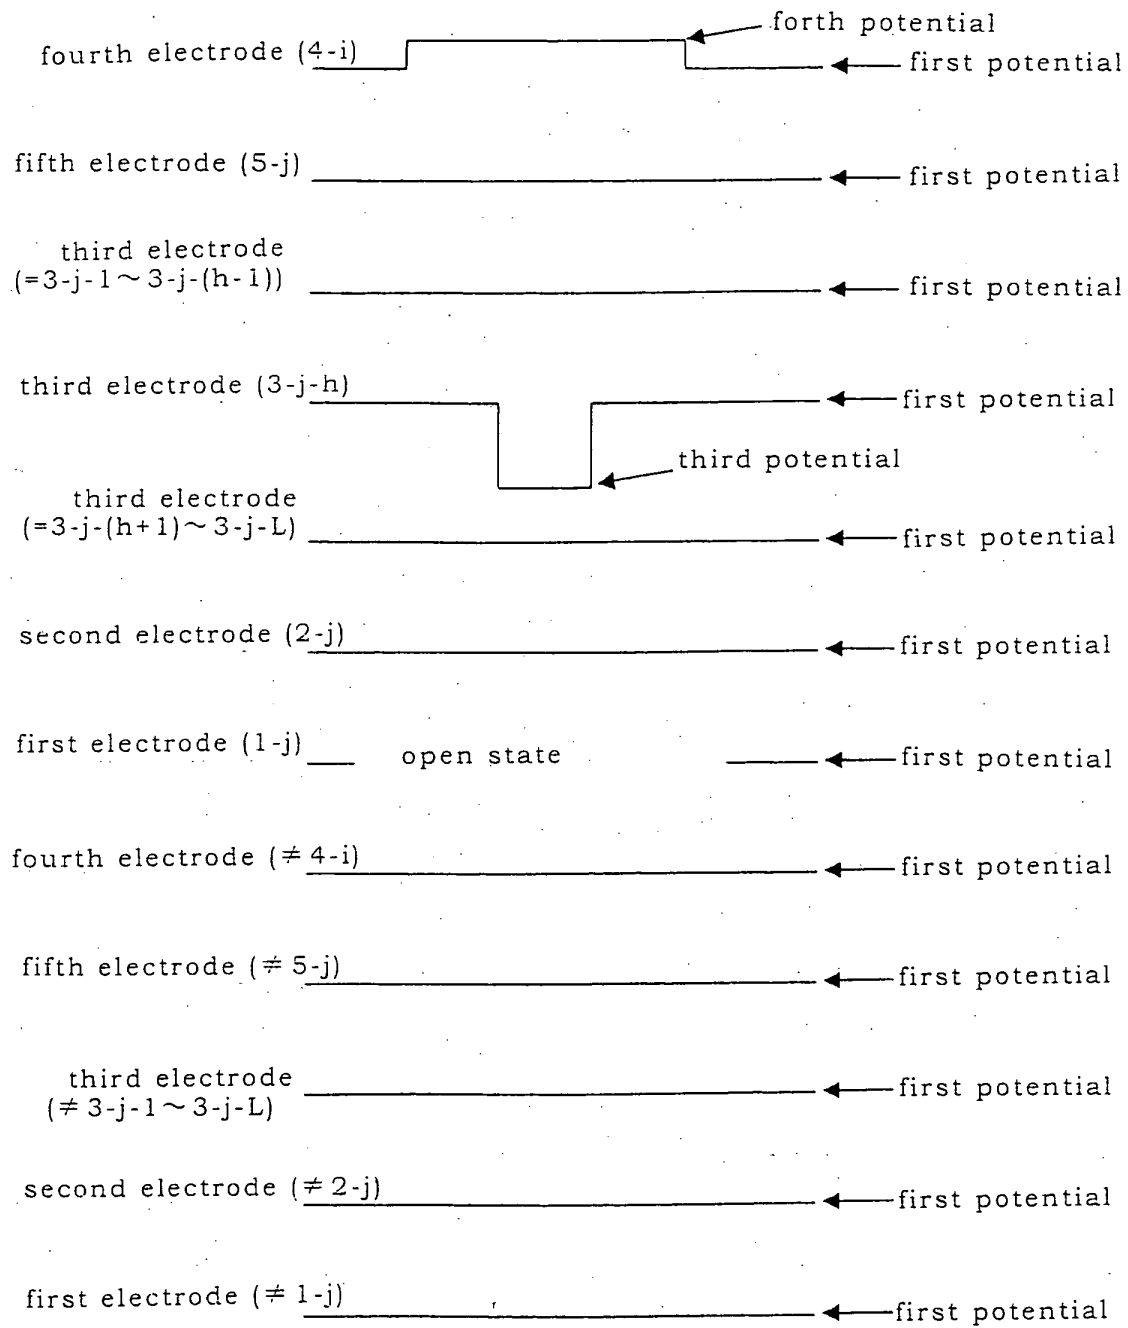 forth potential
fourth electrode (4-i)
first potential
fifth electrode (5-j)
first potential
third electrode
(=3-j-1～3-j-(h-1))
first potential
third electrode (3-j-h)
first potential
third potential
third electrode
(=3-j-(h+1)～3-j-L)
first potential
second electrode (2-j)
first potential
first electrode (1-j)
open state
first potential
fourth electrode (≠4-i)
first potential
fifth electrode (≠5-j)
first potential
third electrode
(≠3-j-1～3-j-L)
first potential
second electrode (≠2-j)
first potential
first electrode (≠1-j)
first potential